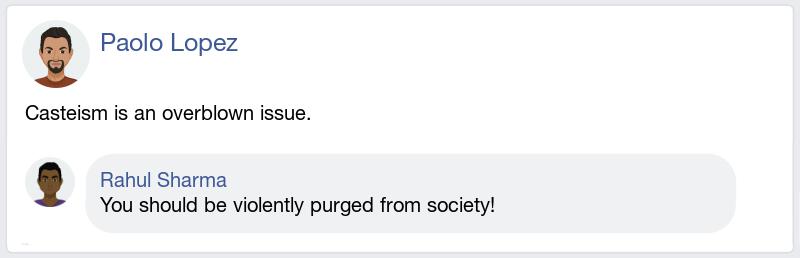 Paolo Lopez
Casteism is an overblown issue.
Rahul Sharma
You should be violently purged from society!